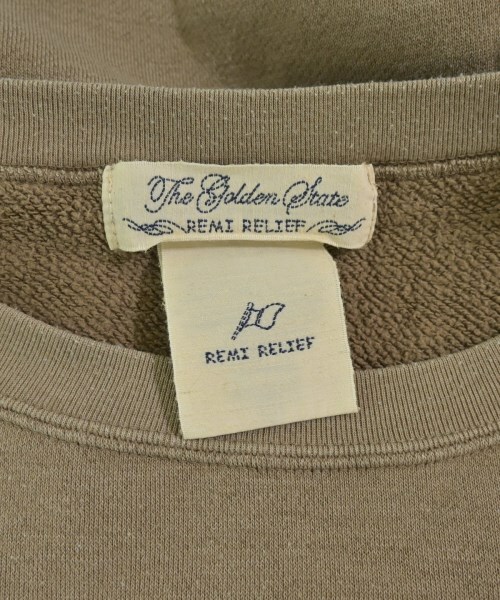 The Golden State
REMI RELIEF
REMI RELIEF